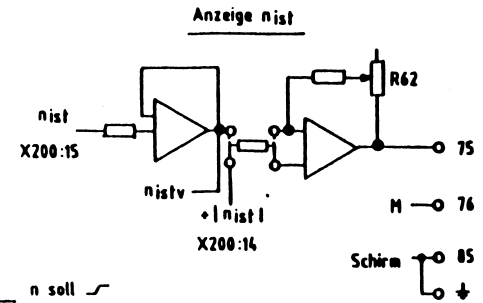 Anzeige nist
R62
nist
X200:15
75
nistv
+|nist|
M 76
X200:14
Schirm 85
n soll